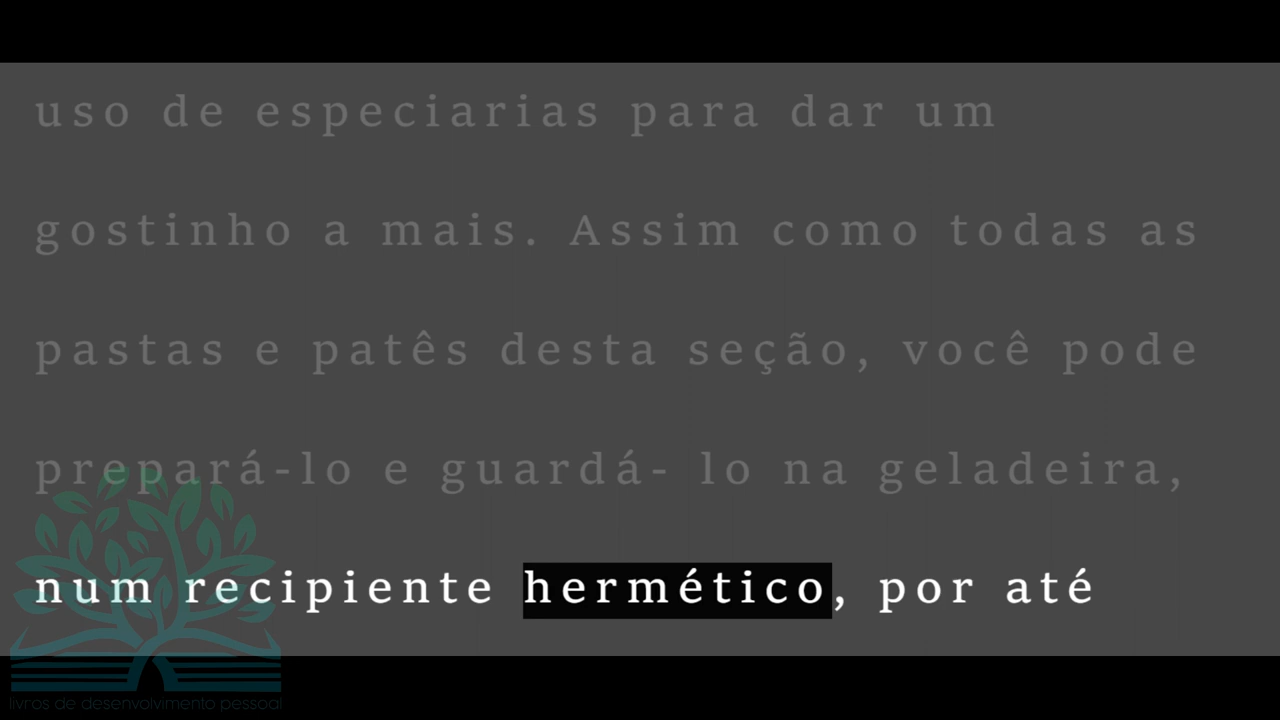 uso de especiarias para dar um
gostinho a mais. Assim como todas as
pastas e patês desta seção, você pode
prepará-lo e guardá- lo na geladeira,
num recipiente hermético, por até
livros de desenvolvimento pessoal